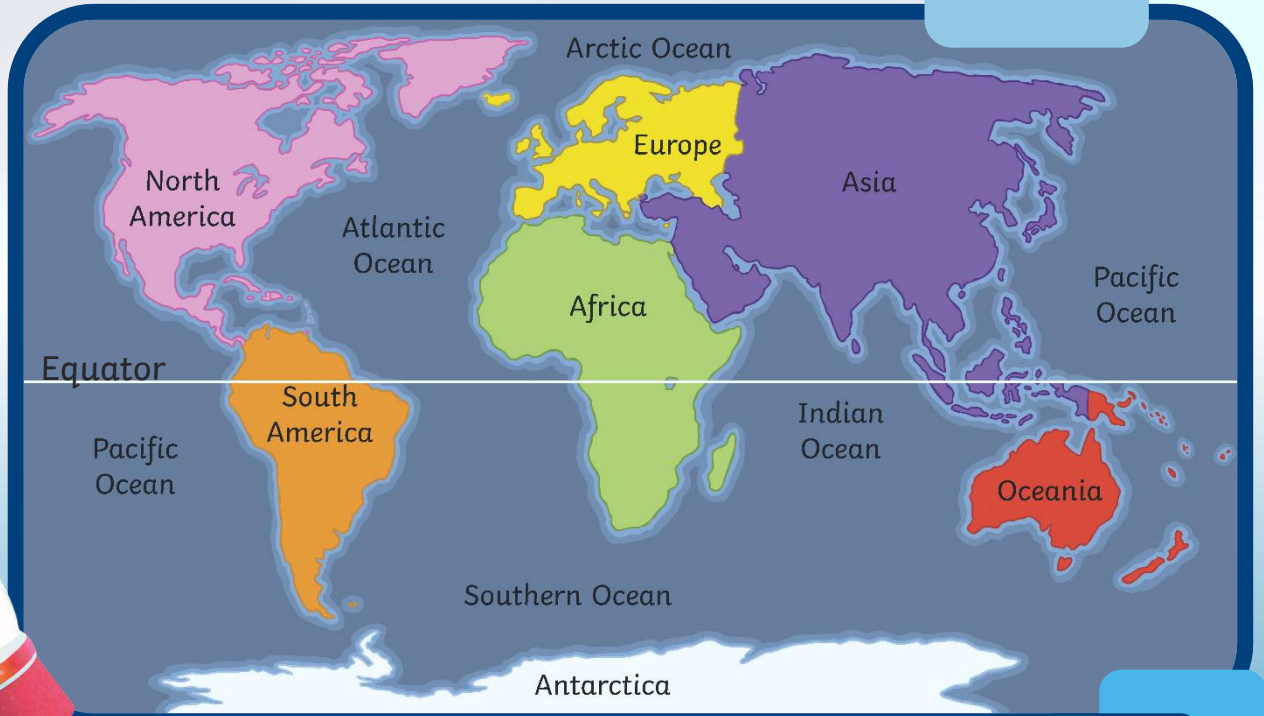 Arctic Ocean
Europe
North
America
Asia
Atlantic
Ocean
Africa
Pacific
Ocean
Equator
South
America
Indian
Ocean
Pacific
Ocean
Oceania
Southern Ocean
Antarctica